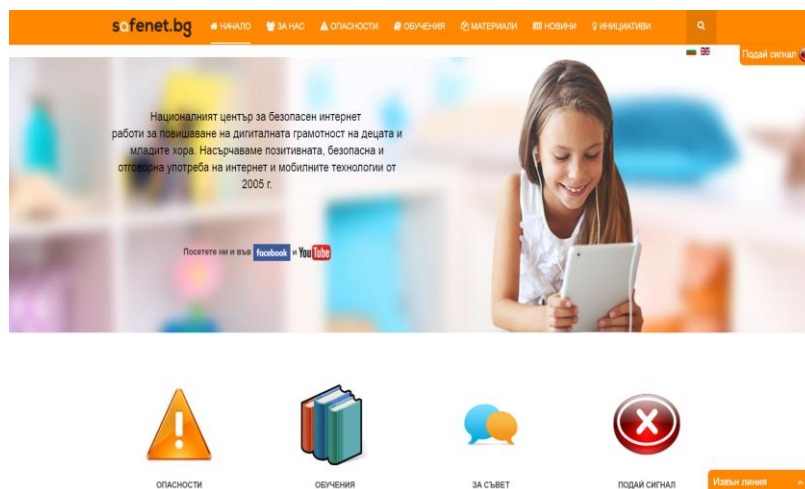 safenet.bg
НАЧАЛО ЗА НАС ОПАСНОСТИ ОБУЧЕНИЯ МАТЕРИАЛИ НОВИНИ ИНИЦИАТИВИ
Подай сигнал
Националният център за безопасен интернет
работи за повишаване на дигиталната грамотност на децата и
младите хора. Насърчаваме позитивната, безопасна и
отговорна употреба на интернет и мобилните технологии от
2005 г.
Посетете ни и във facebook и YouTube
ОПАСНОСТИ ОБУЧЕНИЯ ЗА СЪВЕТ ПОДАЙ СИГНАЛ
Извън линия